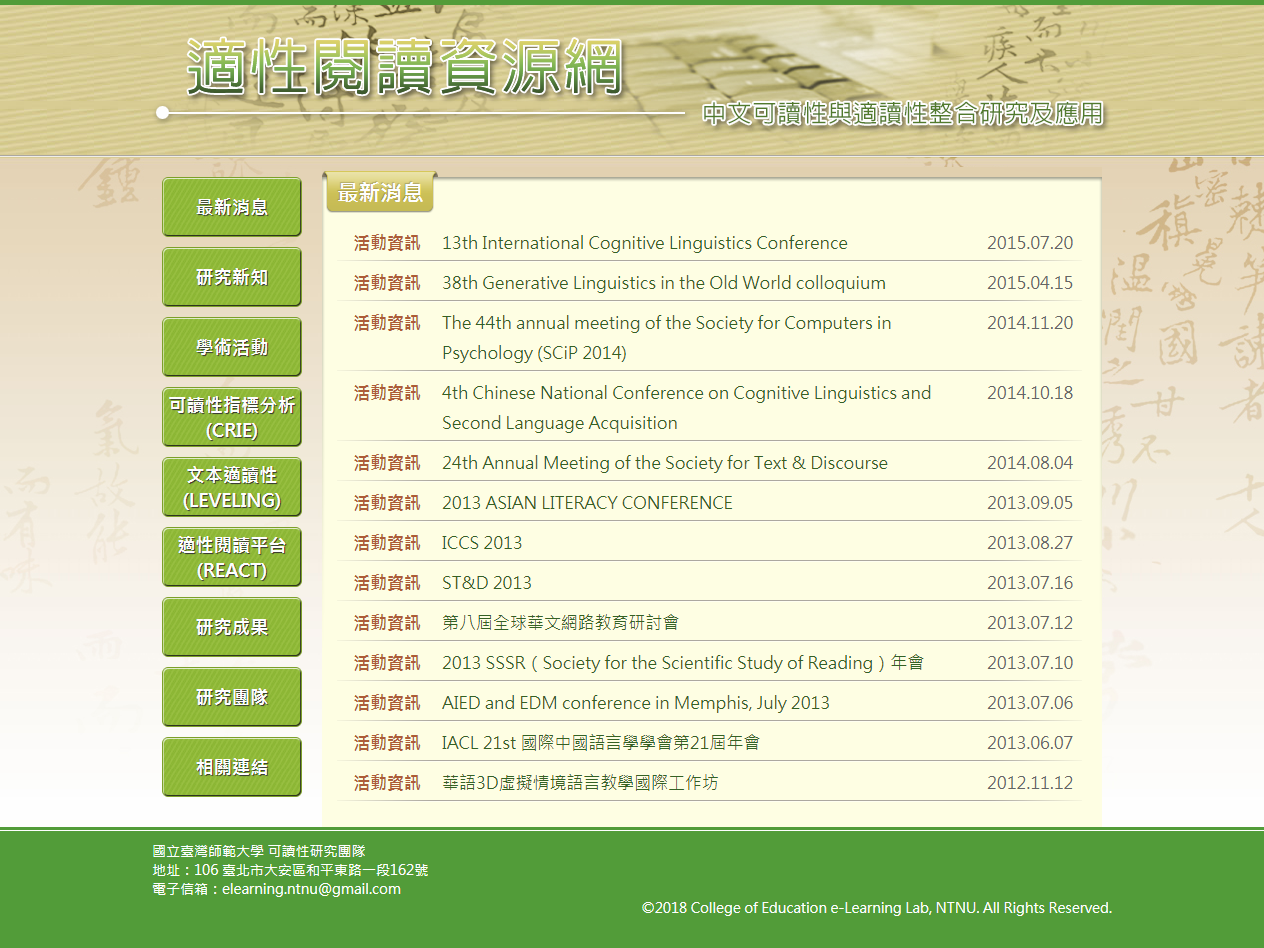 適性閱讀資源網
中文可讀性與適讀性整合研究及應用
最新消息
研究新知
學術活動
可讀性指標分析
(CRIE)
文本適讀性
(LEVELING)
適性閱讀平台
(REACT)
研究成果
研究團隊
相關連結
最新消息
活動資訊 13th International Cognitive Linguistics Conference 2015.07.20
活動資訊 38th Generative Linguistics in the Old World colloquium 2015.04.15
活動資訊 The 44th annual meeting of the Society for Computers in 2014.11.20
Psychology (SCiP 2014)
活動資訊 4th Chinese National Conference on Cognitive Linguistics and 2014.10.18
Second Language Acquisition
活動資訊 24th Annual Meeting of the Society for Text & Discourse 2014.08.04
活動資訊 2013 ASIAN LITERACY CONFERENCE 2013.09.05
活動資訊 ICCS 2013 2013.08.27
活動資訊 ST&D 2013 2013.07.16
活動資訊 第八屆全球華文網路教育研討會 2013.07.12
活動資訊 2013 SSSR（Society for the Scientific Study of Reading）年會 2013.07.10
活動資訊 AIED and EDM conference in Memphis, July 2013 2013.07.06
活動資訊 IACL 21st 國際中國語言學學會第21屆年會 2013.06.07
活動資訊 華語3D虛擬情境語言教學國際工作坊 2012.11.12
國立臺灣師範大學 可讀性研究團隊
地址：106 臺北市大安區和平東路一段162號
電子信箱：elearning.ntnu@gmail.com
©2018 College of Education e-Learning Lab, NTNU. All Rights Reserved.